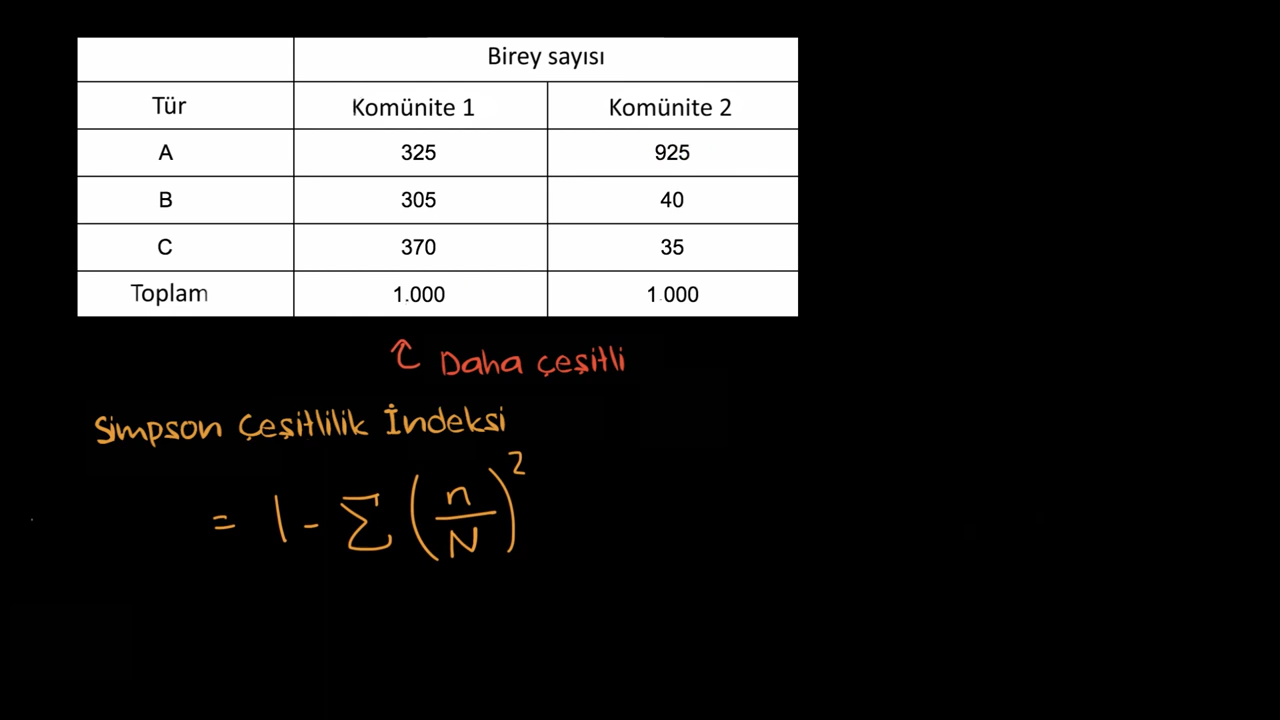 Birey sayısı
Tür Komünite 1 Komünite 2
A 325 925
B 305 40
C 370 35
Toplam 1.000 1.000
Daha çeşitli
Simpson Çeşitlilik İndeksi
= 1 - Σ (n/N)²